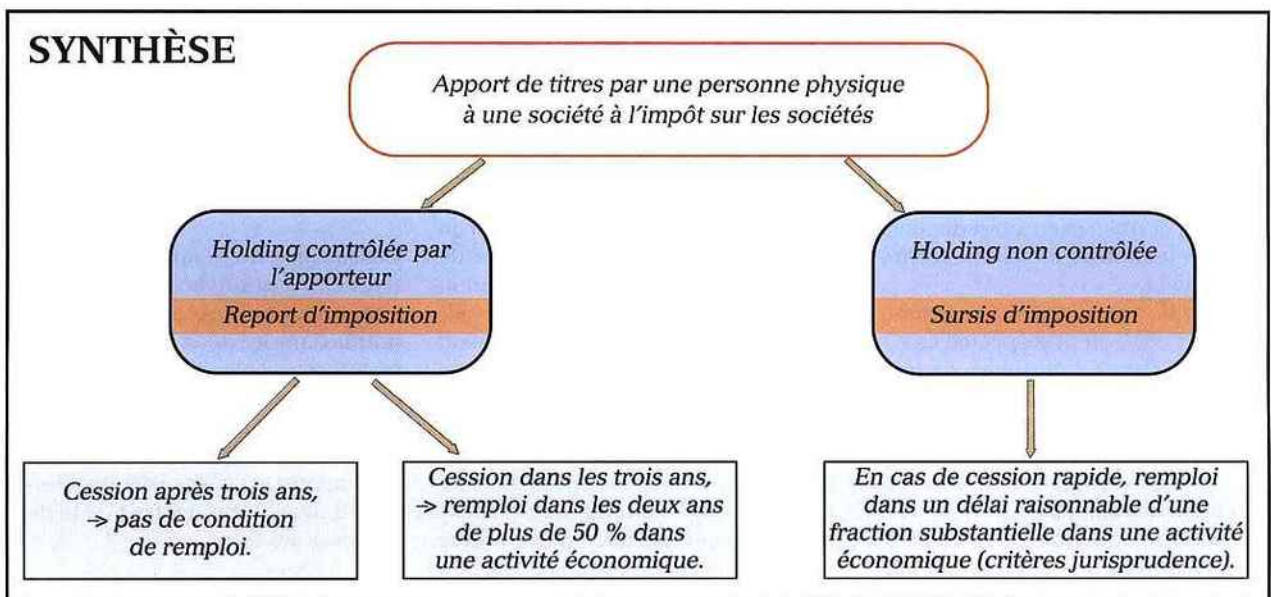 SYNTHÈSE
Apport de titres par une personne physique
à une société à l'impôt sur les sociétés
Holding contrôlée par
l'apporteur
Report d'imposition
Holding non contrôlée
Sursis d'imposition
Cession après trois ans,
→ pas de condition
de remploi.
Cession dans les trois ans,
→ remploi dans les deux ans
de plus de 50 % dans
une activité économique.
En cas de cession rapide, remploi
dans un délai raisonnable d'une
fraction substantielle dans une activité
économique (critères jurisprudence).